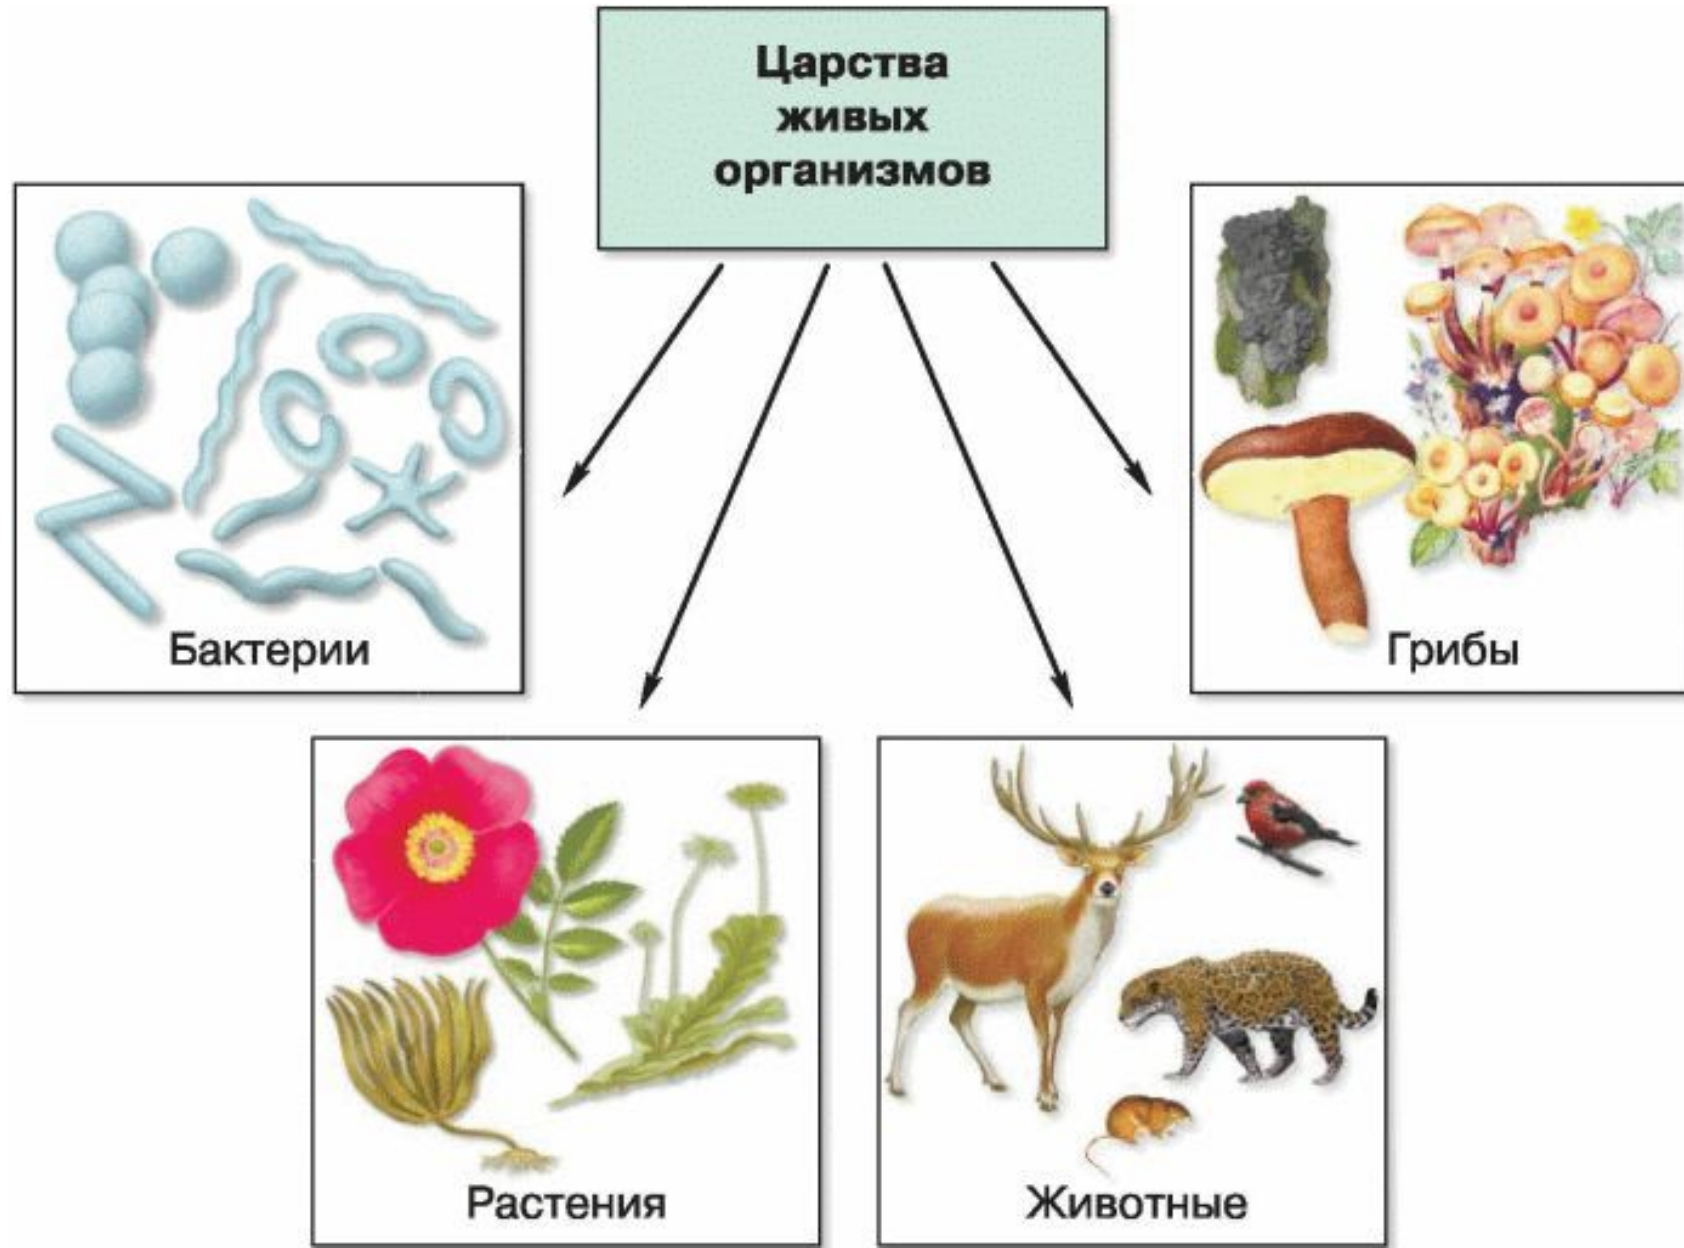 Царства
живых
организмов
Бактерии
Грибы
Растения
Животные